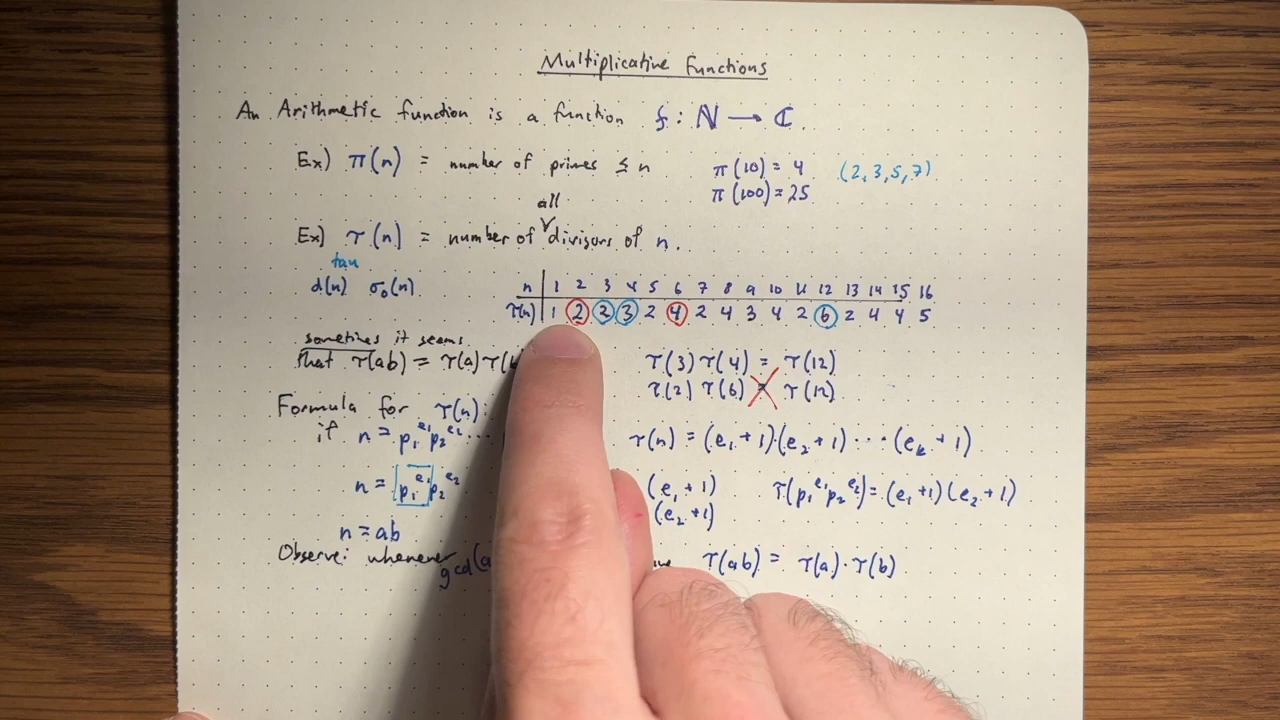 Multiplicative Functions
An Arithmetic function is a function f : ℕ → ℂ
Ex) π(n) = number of primes ≤ n π(10) = 4 (2,3,5,7)
π(100) = 25
all
Ex) τ(n) = number of ∨ divisors of n.
tau
d(n) σ₀(n)
n | 1 2 3 4 5 6 7 8 9 10 11 12 13 14 15 16
τ(n) | 1 2 2 3 2 4 2 4 3 4 2 6 2 4 4 5
sometimes it seems
that τ(ab) = τ(a) τ(b τ(3) τ(4) = τ(12)
τ(2) τ(6) = τ(12)
Formula for τ(n):
if n = p₁^e₁ p₂^e₂ ... τ(n) = (e₁+1)·(e₂+1) ··· (eₖ+1)
n = p₁^e₁ p₂^e₂ (e₁+1) τ(p₁^e₁ p₂^e₂) = (e₁+1)(e₂+1)
(e₂+1)
n = ab
Observe: whenever gcd(a τ(ab) = τ(a)·τ(b)